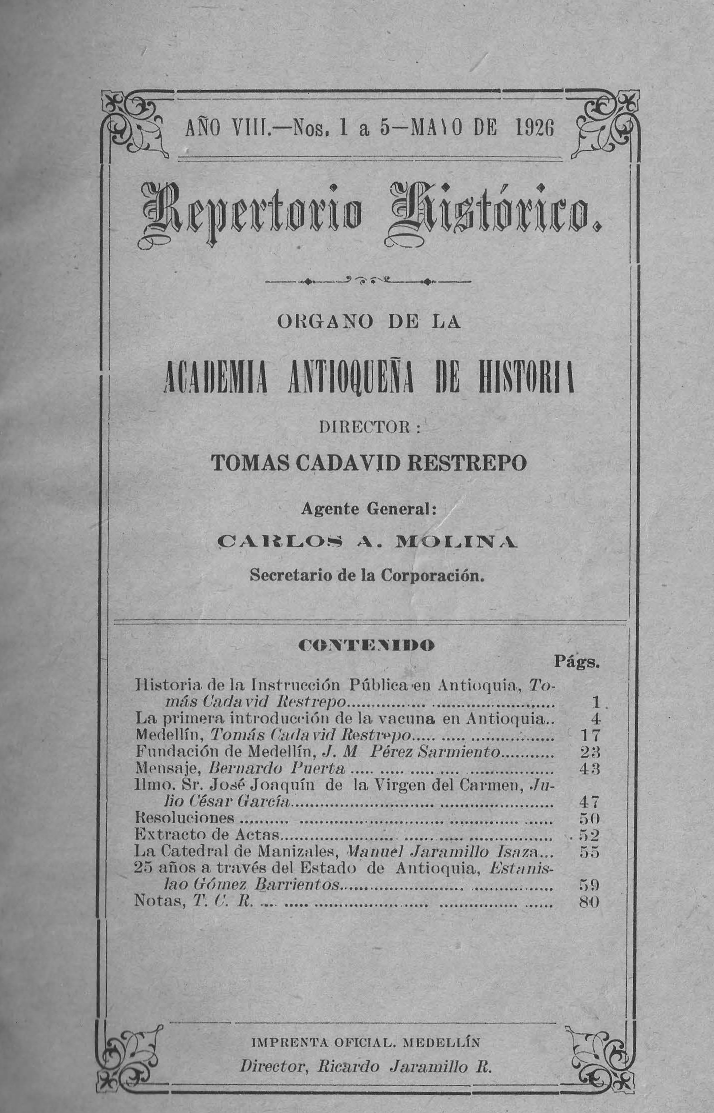 AÑO VIII.—Nos. 1 a 5—MAYO DE 1926
Repertorio Histórico.
ORGANO DE LA
ACADEMIA ANTIOQUEÑA DE HISTORIA
DIRECTOR:
TOMAS CADAVID RESTREPO
Agente General:
CARLOS A. MOLINA
Secretario de la Corporación.
CONTENIDO
Págs.
Historia de la Instrucción Pública en Antioquia, To-
más Cadavid Restrepo.......................................... 1
La primera introducción de la vacuna en Antioquia.. 4
Medellín, Tomás Cadavid Restrepo............................ 17
Fundación de Medellín, J. M Pérez Sarmiento........... 23
Mensaje, Bernardo Puerta ........................................ 43
Ilmo. Sr. José Joaquín de la Virgen del Carmen, Ju-
lio César García..................................................... 47
Resoluciones ............................................................ 50
Extracto de Actas...................................................... 52
La Catedral de Manizales, Manuel Jaramillo Isaza... 55
25 años a través del Estado de Antioquia, Estanis-
lao Gómez Barrientos.......................................... 59
Notas, T. C. R. ......................................................... 80
IMPRENTA OFICIAL. MEDELLÍN
Director, Ricardo Jaramillo R.